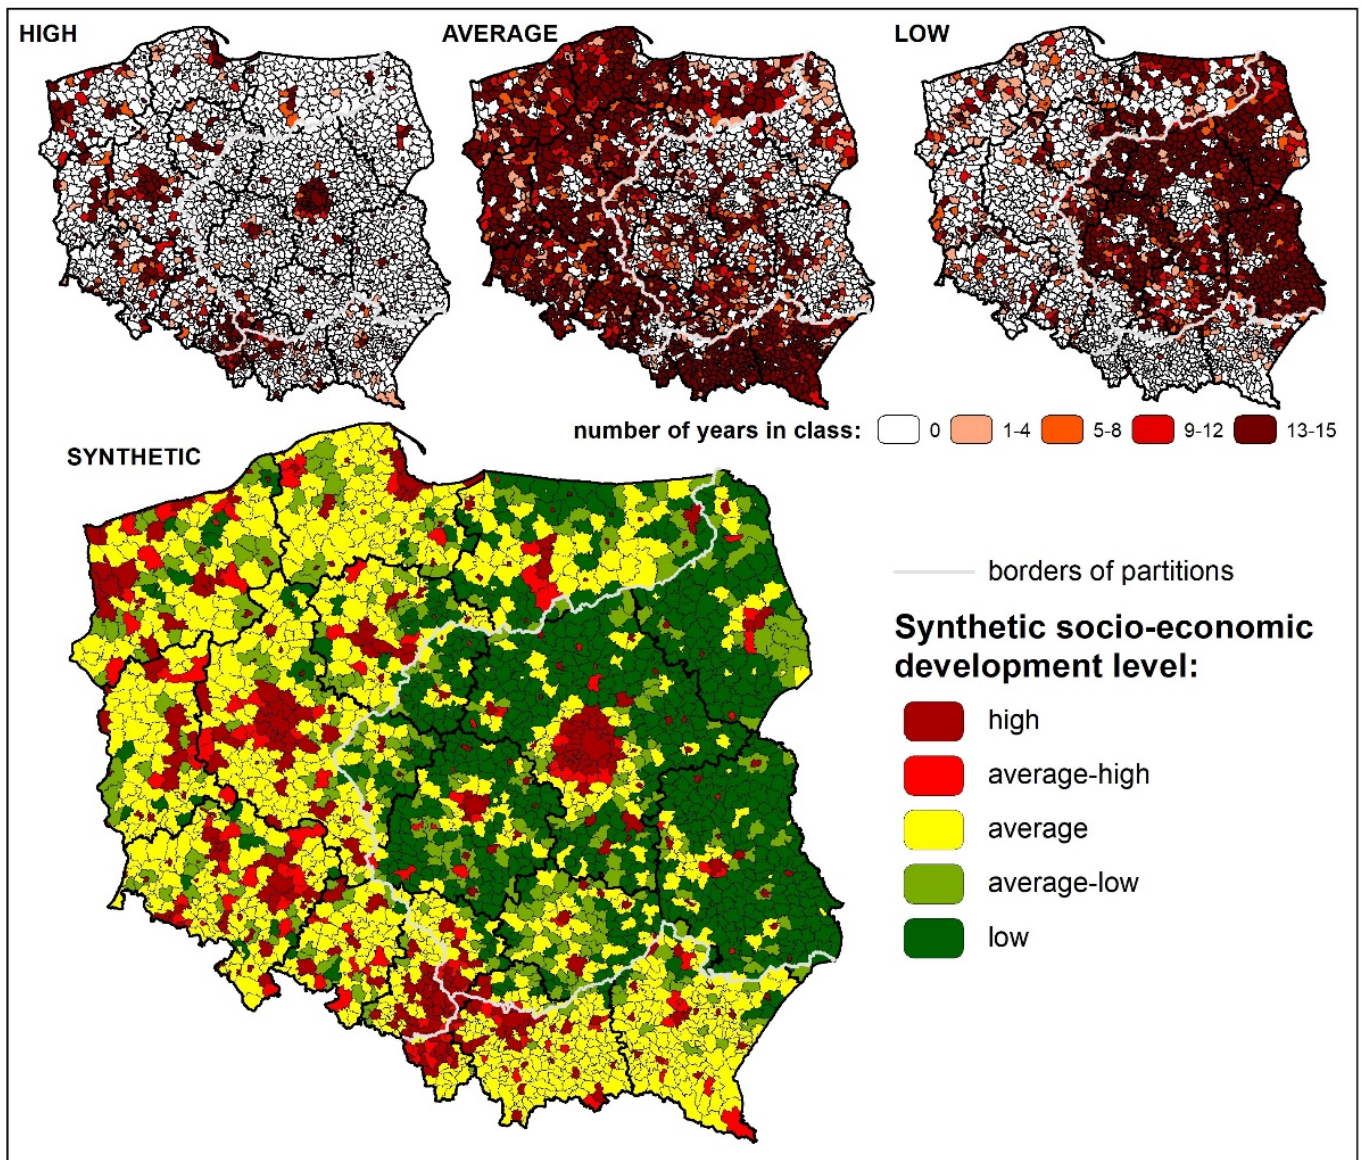 HIGH
AVERAGE
LOW
number of years in class: 0 1-4 5-8 9-12 13-15
SYNTHETIC
borders of partitions
Synthetic socio-economic
development level:
high
average-high
average
average-low
low